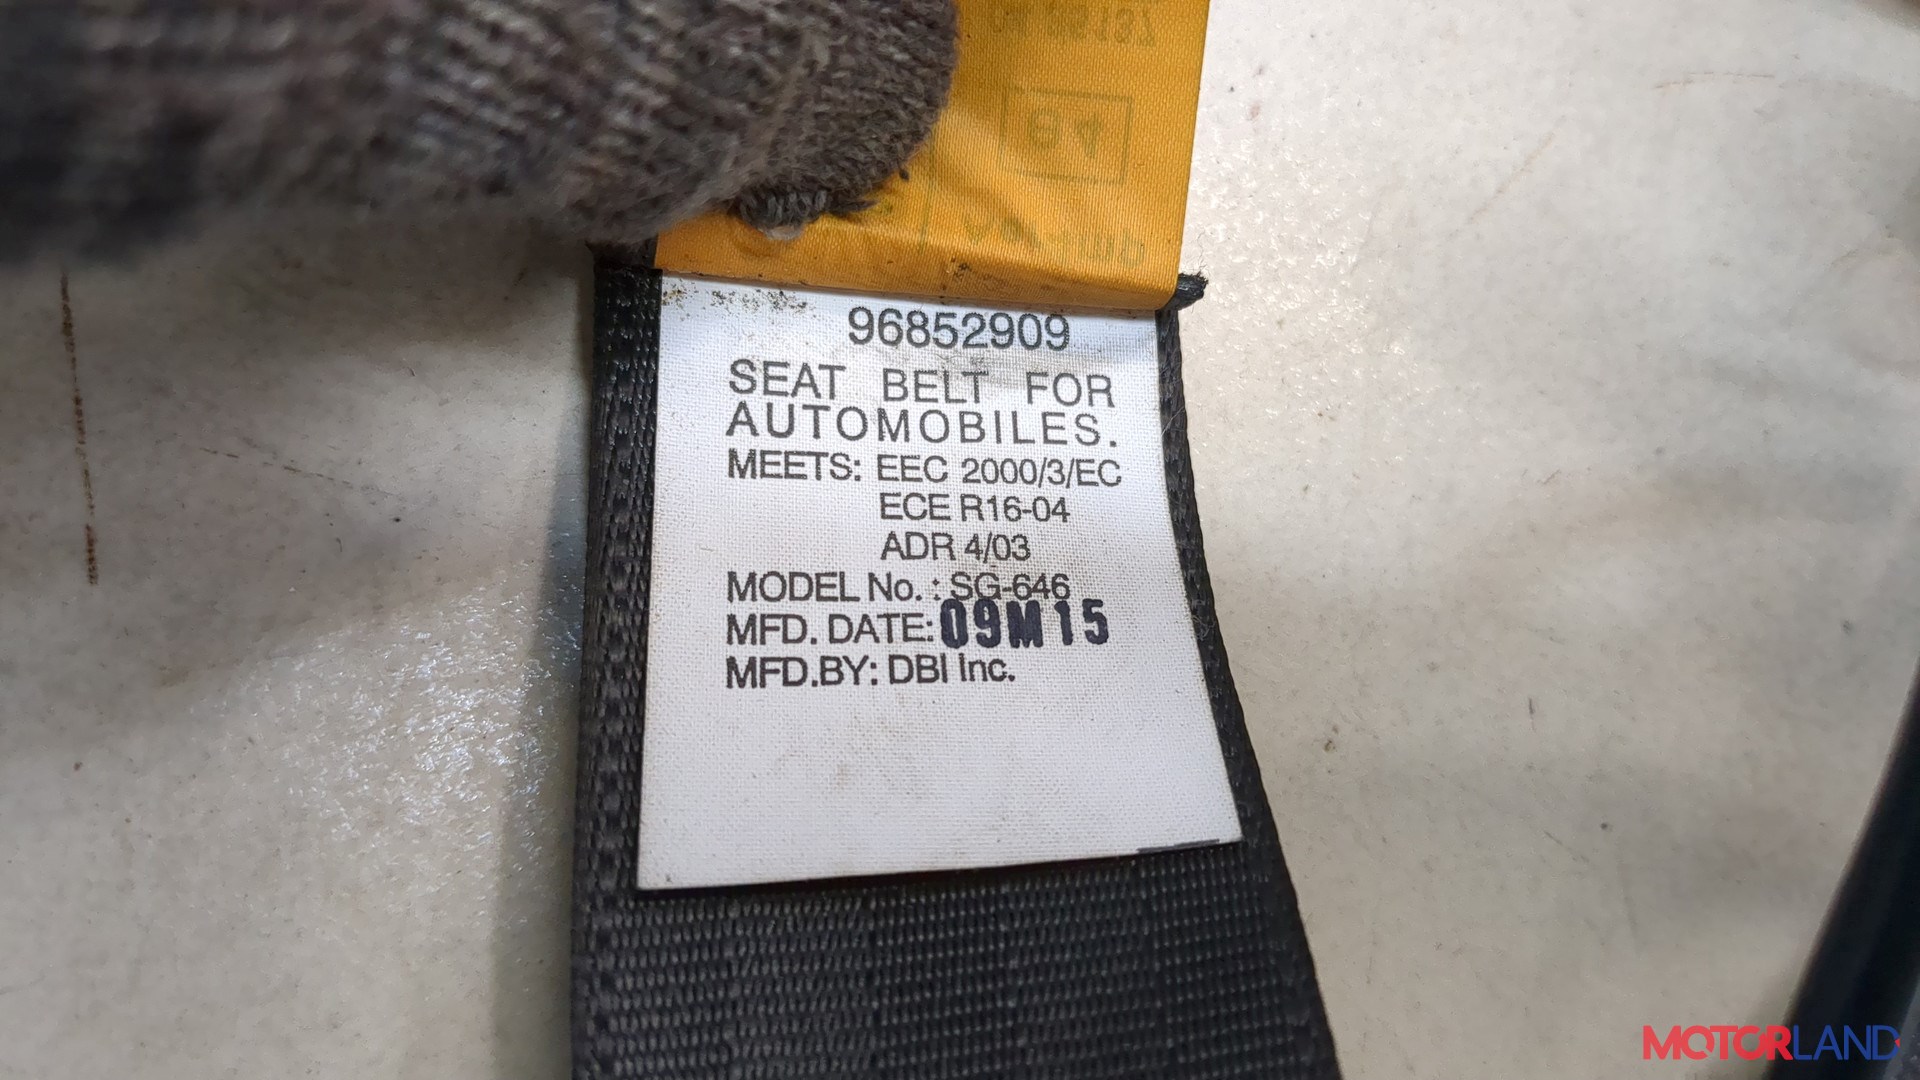 96852909
SEAT BELT FOR
AUTOMOBILES.
MEETS: EEC 2000/3/EC
ECE R16-04
ADR 4/03
MODEL No. : SG-646
MFD. DATE: 09M15
MFD.BY: DBI Inc.
MOTORLAND